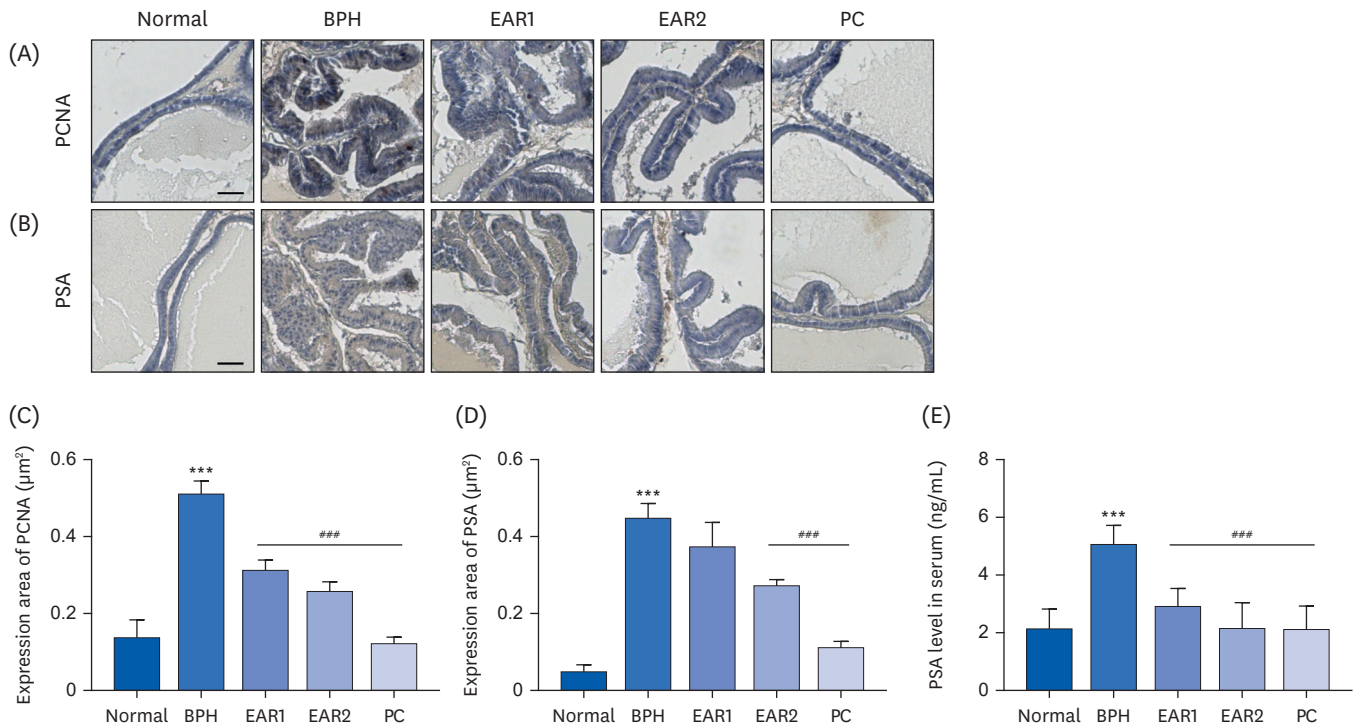 Normal BPH EAR1 EAR2 PC
(A)
PCNA
(B)
PSA
(C)
Expression area of PCNA (µm²)
0.6
0.4
0.2
0
***
###
Normal BPH EAR1 EAR2 PC
(D)
Expression area of PSA (µm²)
0.6
0.4
0.2
0
***
###
Normal BPH EAR1 EAR2 PC
(E)
PSA level in serum (ng/mL)
8
6
4
2
0
***
###
Normal BPH EAR1 EAR2 PC